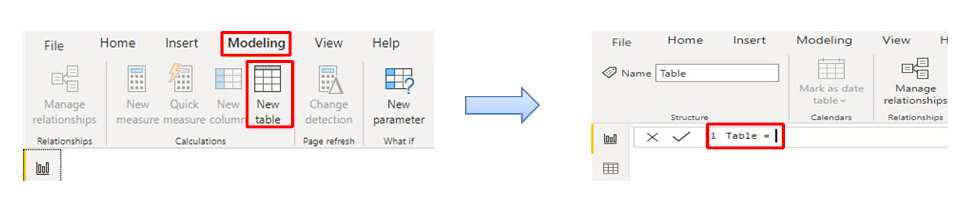 File Home Insert Modeling View Help
Manage relationships
New measure
Quick measure
New column
New table
Change detection
New parameter
Relationships Calculations Page refresh What if
File Home Insert Modeling View H
Name Table
Mark as date table
Manage relationships
Structure Calendars Relationships
1 Table =